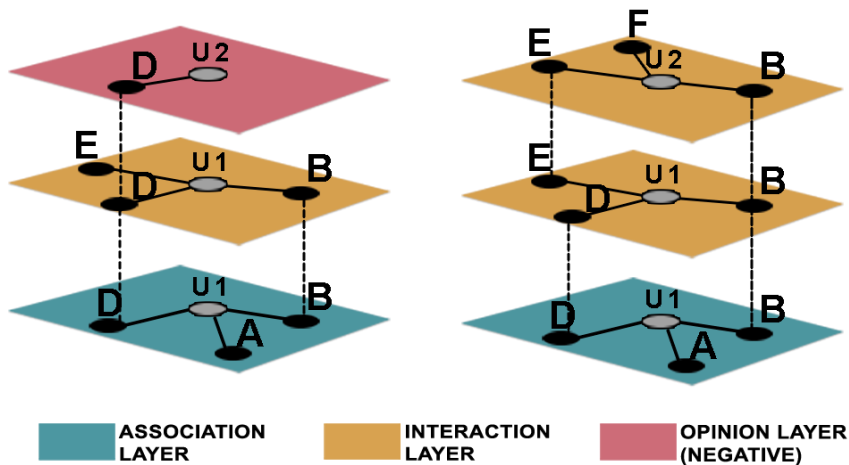 D
U2
E
D
U1
B
D
U1
B
A
F
E
U2
B
E
D
U1
B
D
U1
B
A
ASSOCIATION
LAYER
INTERACTION
LAYER
OPINION LAYER
(NEGATIVE)